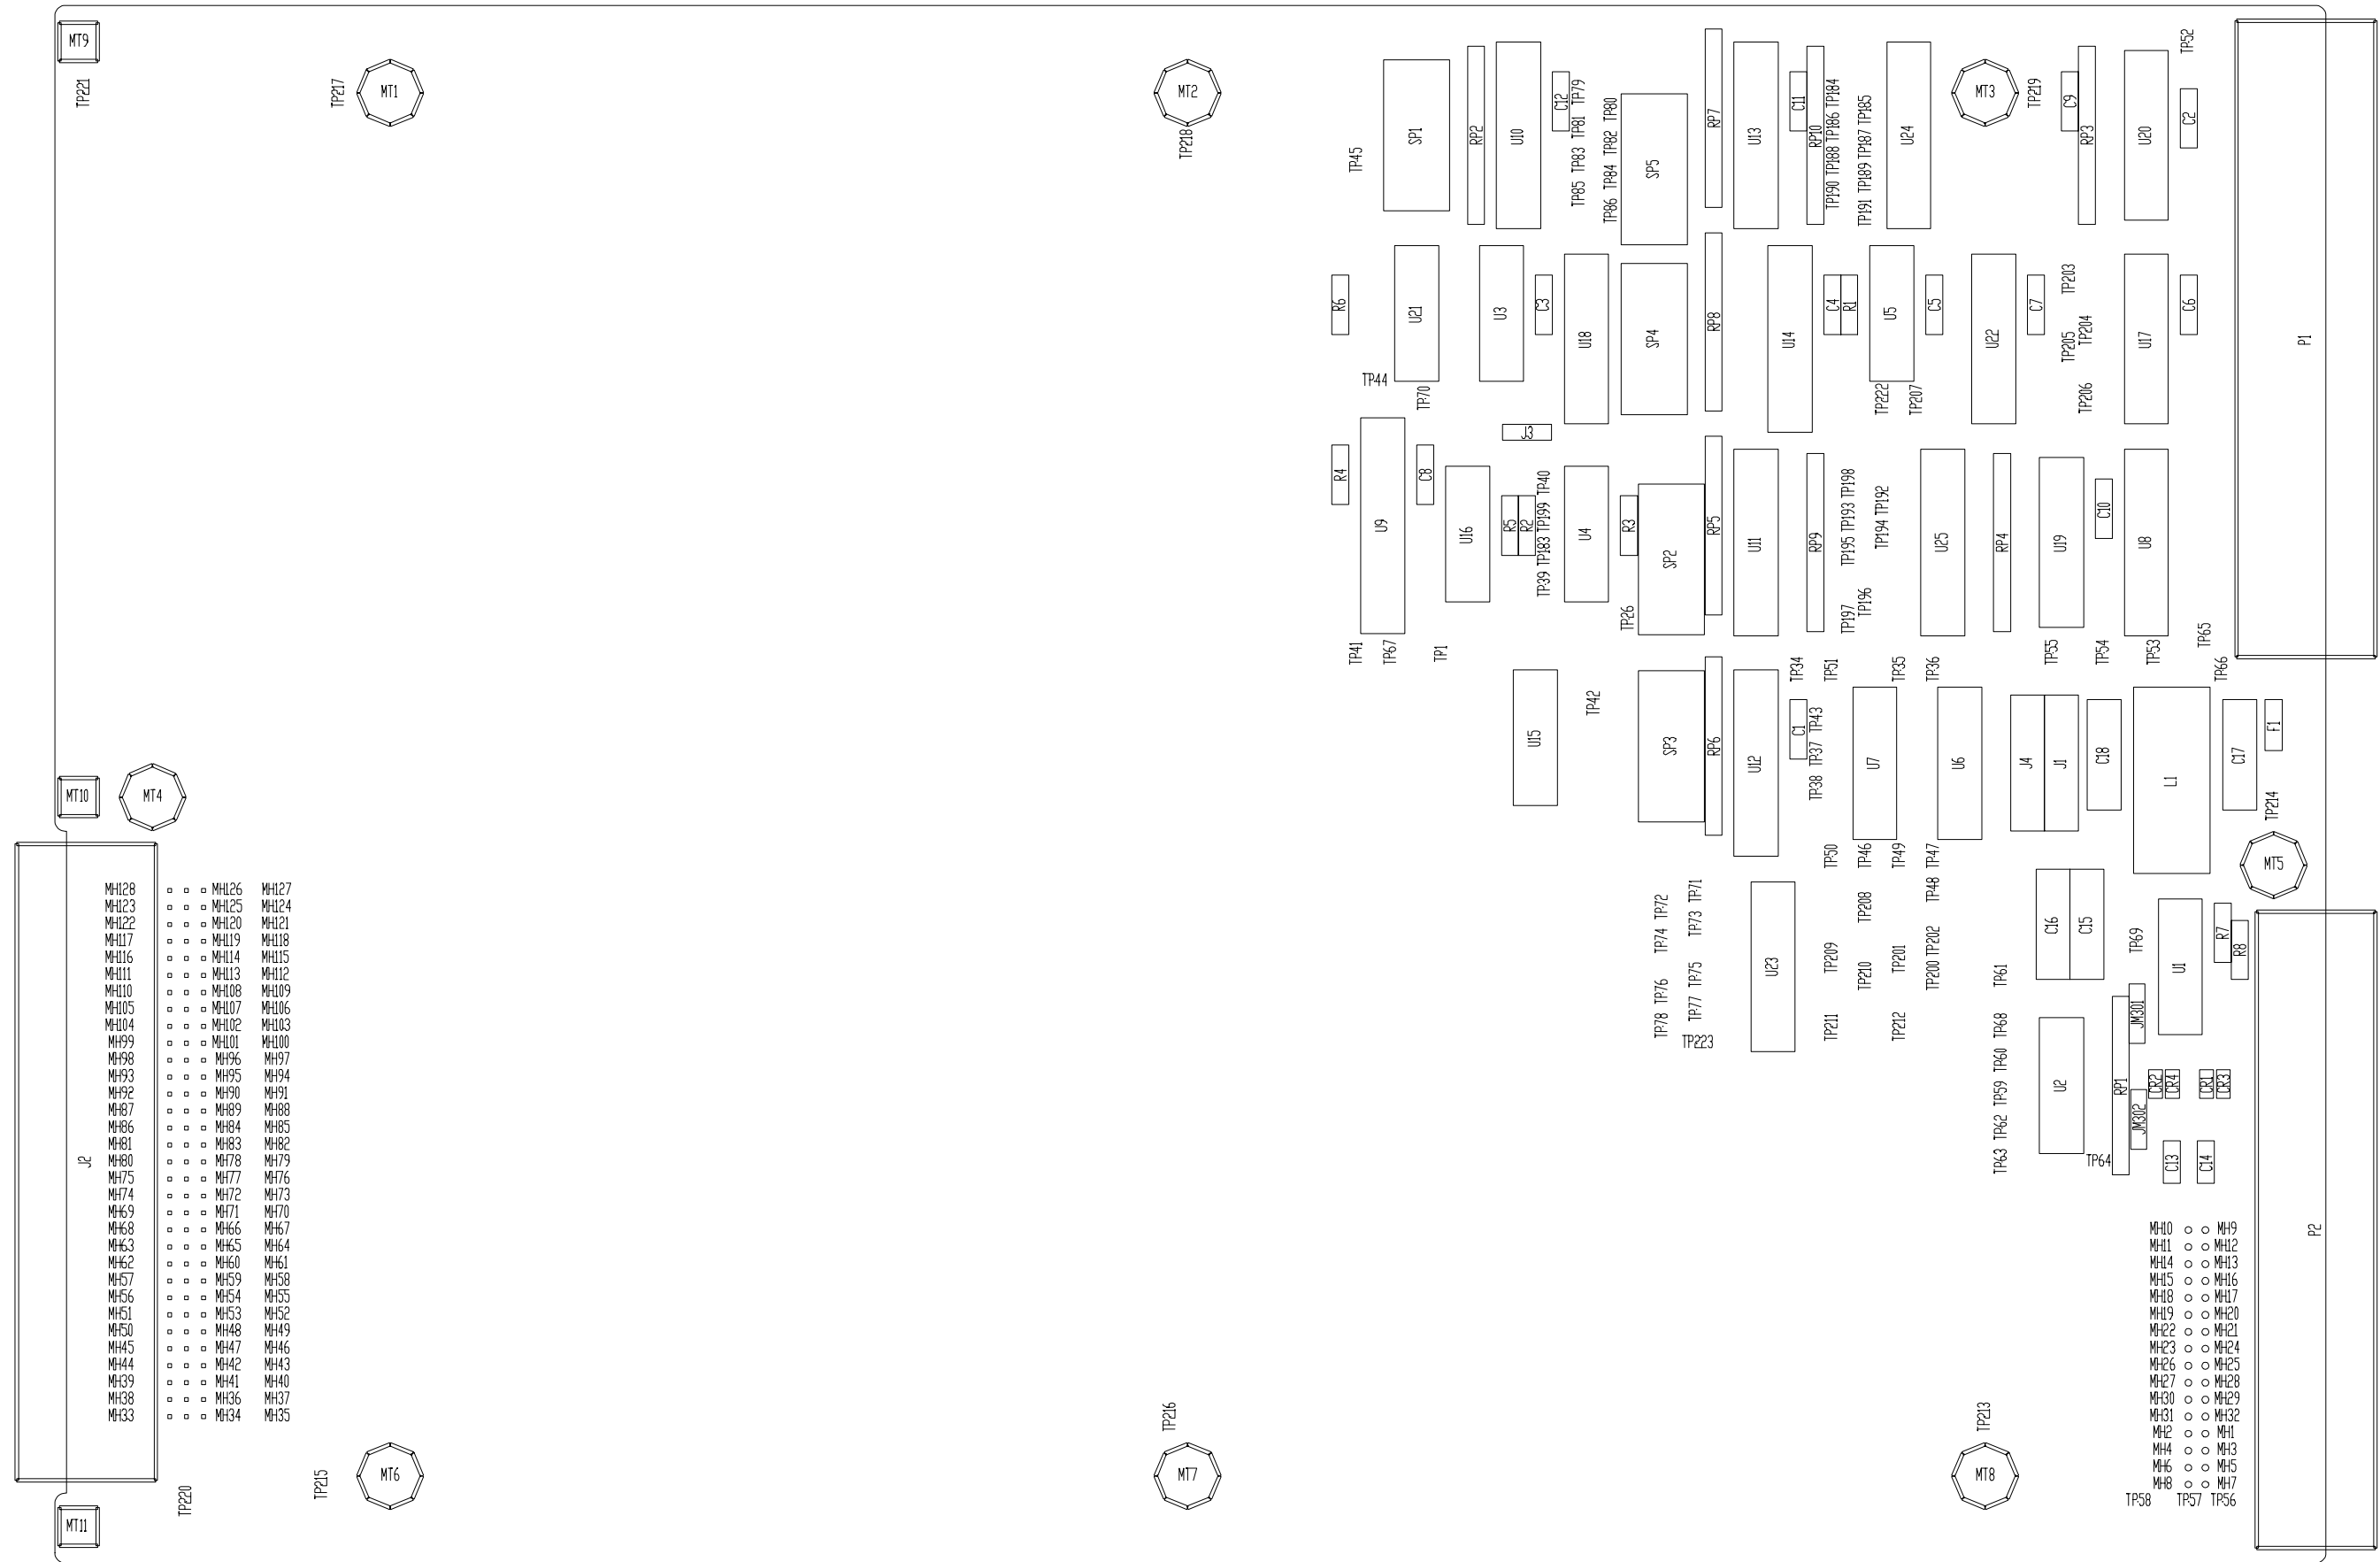 MT9
TP221
TP217
MT1
MT2
TP218
TP45
SP1
RP2
U10
C12
TP85 TP83 TP81 TP79
TP86 TP84 TP82 TP80
SP5
RP7
U13
C11
RP10
TP190 TP188 TP186 TP184
TP191 TP189 TP187 TP185
U24
MT3
TP219
C9
RP3
U20
C2
TP52
P1
R6
TP44
U21
TP70
U3
C3
U18
SP4
RP8
U14
C4
R1
U5
TP222
TP207
C5
U22
C7
TP203
TP205
TP204
TP206
U17
C6
J3
R4
U9
C8
U16
R5
R2
TP39 TP183 TP199 TP40
U4
R3
TP26
SP2
RP5
U11
RP9
TP195 TP193 TP198
TP194 TP192
TP197
TP196
U25
RP4
U19
C10
U8
TP41
TP67
TP1
TP55
TP54
TP53
TP65
TP66
U15
TP42
SP3
RP6
U12
TP34
TP51
TP35
TP36
C1
TP38 TP37 TP43
U7
U6
J4
J1
C18
L1
C17
F1
TP214
MT5
MT10
MT4
TP50
TP46
TP49
TP47
TP48
TP208
TP72
TP71
TP74
TP73
TP76
TP75
TP78
TP77
TP223
U23
TP209
TP210
TP201
TP200 TP202
TP211
TP212
C16
C15
TP69
U1
R7
R8
TP61
TP68
TP60
TP59
TP62
TP63
U2
JM301
RP1
JM302
CR2
CR4
CR1
CR3
TP64
C13
C14
P2
J2
MH128 MH126 MH127
MH123 MH125 MH124
MH122 MH120 MH121
MH117 MH119 MH118
MH116 MH114 MH115
MH111 MH113 MH112
MH110 MH108 MH109
MH105 MH107 MH106
MH104 MH102 MH103
MH99 MH101 MH100
MH98 MH96 MH97
MH93 MH95 MH94
MH92 MH90 MH91
MH87 MH89 MH88
MH86 MH84 MH85
MH81 MH83 MH82
MH80 MH78 MH79
MH75 MH77 MH76
MH74 MH72 MH73
MH69 MH71 MH70
MH68 MH66 MH67
MH63 MH65 MH64
MH62 MH60 MH61
MH57 MH59 MH58
MH56 MH54 MH55
MH51 MH53 MH52
MH50 MH48 MH49
MH45 MH47 MH46
MH44 MH42 MH43
MH39 MH41 MH40
MH38 MH36 MH37
MH33 MH34 MH35
MH10 MH9
MH11 MH12
MH14 MH13
MH15 MH16
MH18 MH17
MH19 MH20
MH22 MH21
MH23 MH24
MH26 MH25
MH27 MH28
MH30 MH29
MH31 MH32
MH2 MH1
MH4 MH3
MH6 MH5
MH8 MH7
TP58 TP57 TP56
TP216
TP213
MT6
MT7
MT8
TP215
TP220
MT11